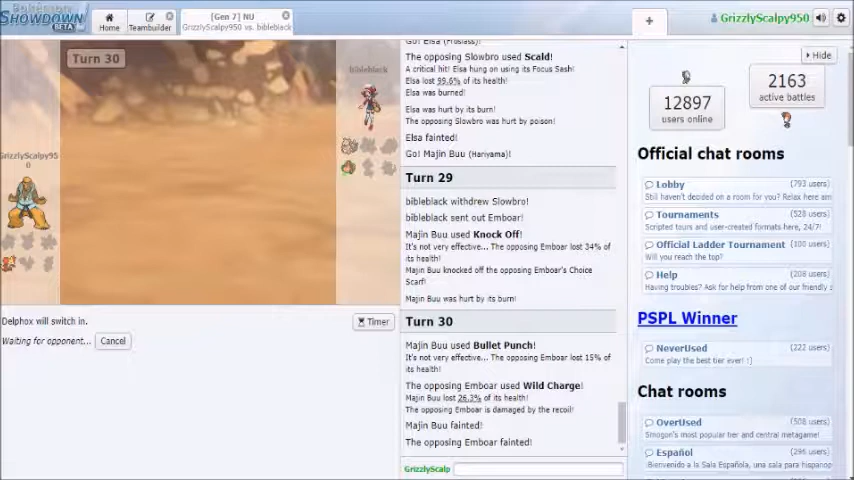 Pokémon
SHOWDOWN
BETA
Home
Teambuilder
[Gen 7] NU
GrizzlyScalpy950 vs. bibleblack
+
GrizzlyScalpy950
Turn 30
bibleblack
GrizzlyScalpy95
0
Delphox will switch in.
Timer
Waiting for opponent...
Cancel
Go! Elsa (Froslass)
The opposing Slowbro used Scald!
A critical hit! Elsa hung on using its Focus Sash!
Elsa lost 99.6% of its health!
Elsa was burned!
Elsa was hurt by its burn!
The opposing Slowbro was hurt by poison!
Elsa fainted!
Go! Majin Buu (Hariyama)!
Turn 29
bibleblack withdrew Slowbro!
bibleblack sent out Emboar!
Majin Buu used Knock Off!
It's not very effective... The opposing Emboar lost 34% of
its health!
Majin Buu knocked off the opposing Emboar's Choice
Scarf!
Majin Buu was hurt by its burn!
Turn 30
Majin Buu used Bullet Punch!
It's not very effective... The opposing Emboar lost 15% of
its health!
The opposing Emboar used Wild Charge!
Majin Buu lost 26.3% of its health!
The opposing Emboar is damaged by the recoil!
Majin Buu fainted!
The opposing Emboar fainted!
GrizzlyScalp
Hide
12897
users online
2163
active battles
Official chat rooms
Lobby (793 users)
Still haven't decided on a room for you? Relax here am
Tournaments (528 users)
Scripted tours and user-created formats here, 24/7!
Official Ladder Tournament (100 users)
Will you reach the top?
Help (208 users)
Having troubles? Ask for help from one of our friendly s
PSPL Winner
NeverUsed (222 users)
Come play the best tier ever! :]
Chat rooms
OverUsed (508 users)
Smogon's most popular tier and central metagame!
Español (296 users)
¡Bienvenido a la Sala Española, una sala para hispanop